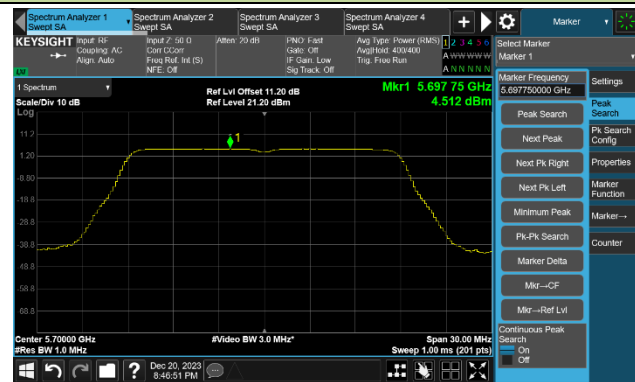 Spectrum Analyzer 1
Swept SA
Spectrum Analyzer 2
Swept SA
Spectrum Analyzer 3
Swept SA
Spectrum Analyzer 4
Swept SA
Marker
KEYSIGHT
Input: RF
Coupling: AC
Align: Auto
Input Z: 50 Ω
Corr CCorr
Freq Ref: Int (S)
NFE: Off
Atten: 20 dB
PNO: Fast
Gate: Off
IF Gain: Low
Sig Track: Off
Avg Type: Power (RMS)
Avg|Hold: 400/400
Trig: Free Run
1 2 3 4 5 6
A W W W W W
A N N N N N
Select Marker
Marker 1
1 Spectrum
Scale/Div 10 dB
Log
Ref Lvl Offset 11.20 dB
Ref Level 21.20 dBm
Mkr1 5.697 75 GHz
4.512 dBm
Marker Frequency
5.697750000 GHz
Settings
Peak Search
Next Peak
Next Pk Right
Next Pk Left
Minimum Peak
Pk-Pk Search
Marker Delta
Mkr→CF
Mkr→Ref Lvl
Continuous Peak
Search
On
Off
Peak
Search
Pk Search
Config
Properties
Marker
Function
Marker→
Counter
1
11.2
1.20
-8.80
-18.8
-28.8
-38.8
-48.8
-58.8
-68.8
Center 5.70000 GHz
#Res BW 1.0 MHz
#Video BW 3.0 MHz*
Span 30.00 MHz
Sweep 1.00 ms (201 pts)
?
Dec 20, 2023
8:46:51 PM